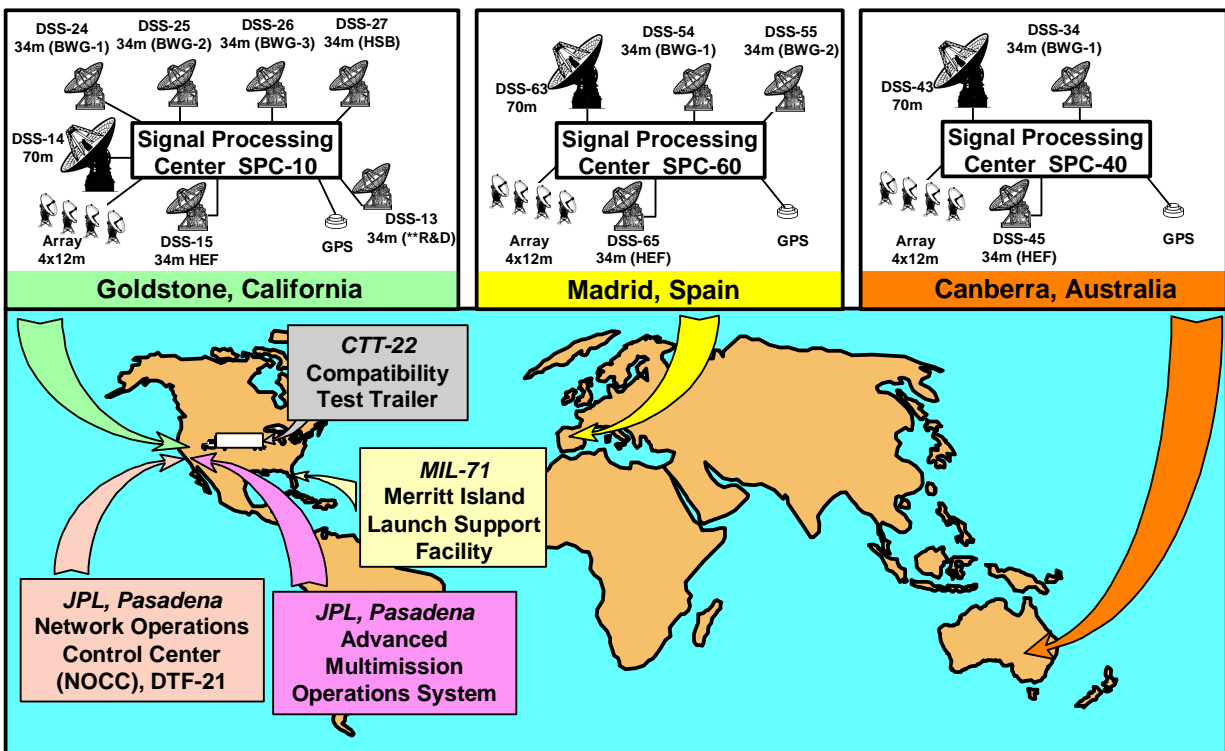 DSS-24
34m (BWG-1)
DSS-25
34m (BWG-2)
DSS-26
34m (BWG-3)
DSS-27
34m (HSB)
DSS-14
70m
Signal Processing
Center SPC-10
Array
4x12m
DSS-15
34m HEF
GPS
DSS-13
34m (**R&D)
Goldstone, California
DSS-63
70m
DSS-54
34m (BWG-1)
DSS-55
34m (BWG-2)
Signal Processing
Center SPC-60
Array
4x12m
DSS-65
34m (HEF)
GPS
Madrid, Spain
DSS-43
70m
DSS-34
34m (BWG-1)
Signal Processing
Center SPC-40
Array
4x12m
DSS-45
34m (HEF)
GPS
Canberra, Australia
CTT-22
Compatibility
Test Trailer
MIL-71
Merritt Island
Launch Support
Facility
JPL, Pasadena
Network Operations
Control Center
(NOCC), DTF-21
JPL, Pasadena
Advanced
Multimission
Operations System